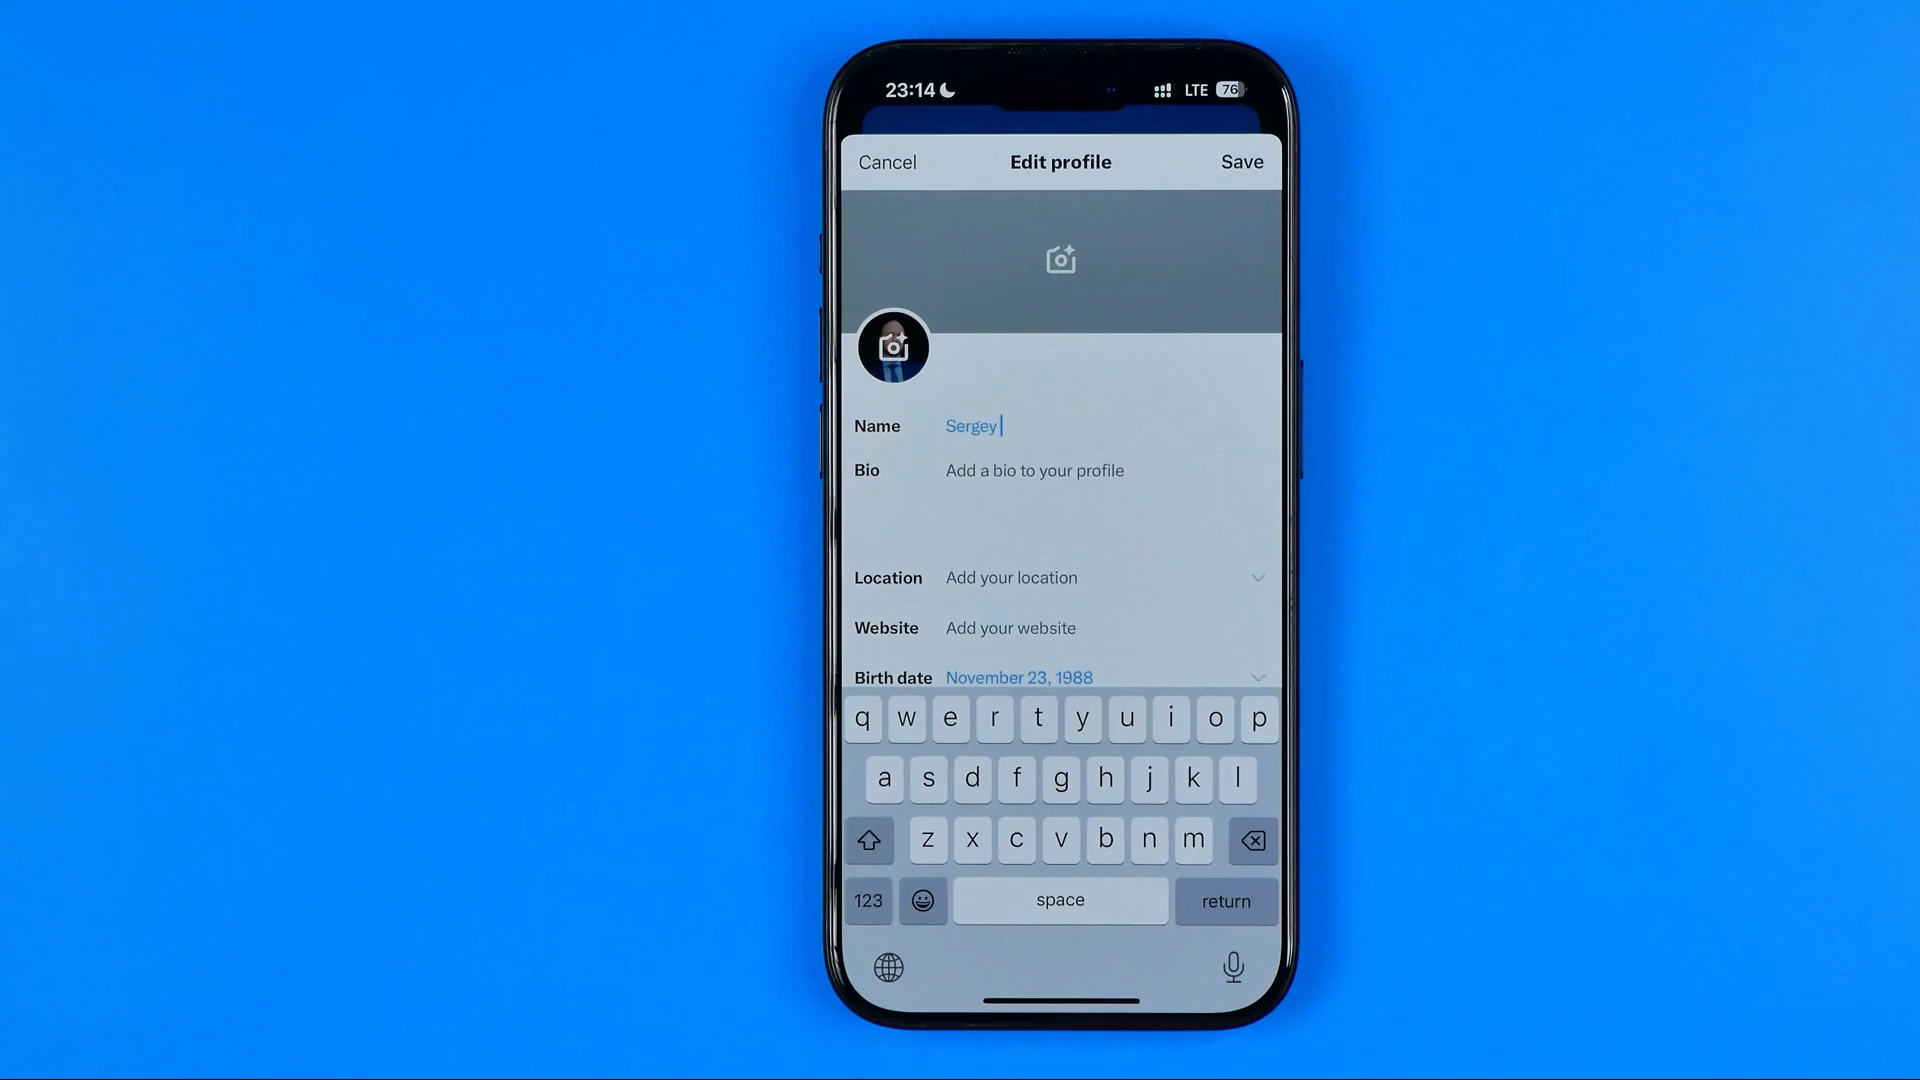 23:14 LTE 76
Cancel Edit profile Save
Name Sergey
Bio Add a bio to your profile
Location Add your location
Website Add your website
Birth date November 23, 1988
q w e r t y u i o p
a s d f g h j k l
z x c v b n m
123 space return